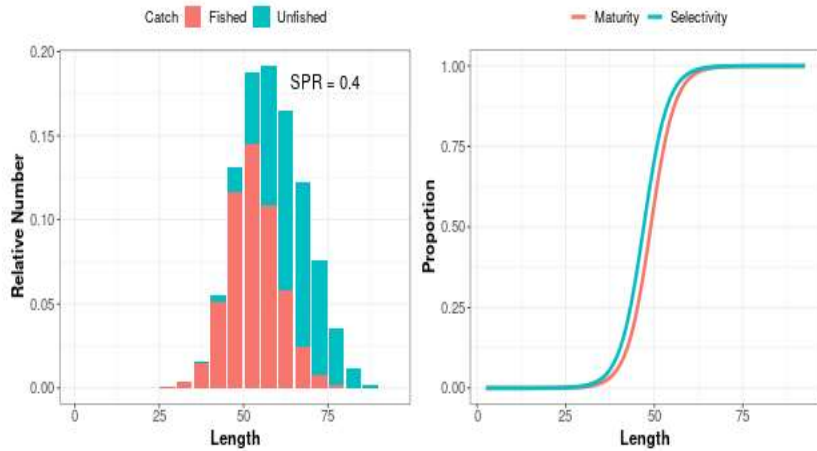 Catch Fished Unfished
0.20
0.15
0.10
0.05
0.00
Relative Number
SPR = 0.4
0 25 50 75
Length
Maturity Selectivity
1.00
0.75
0.50
0.25
0.00
Proportion
0 25 50 75
Length